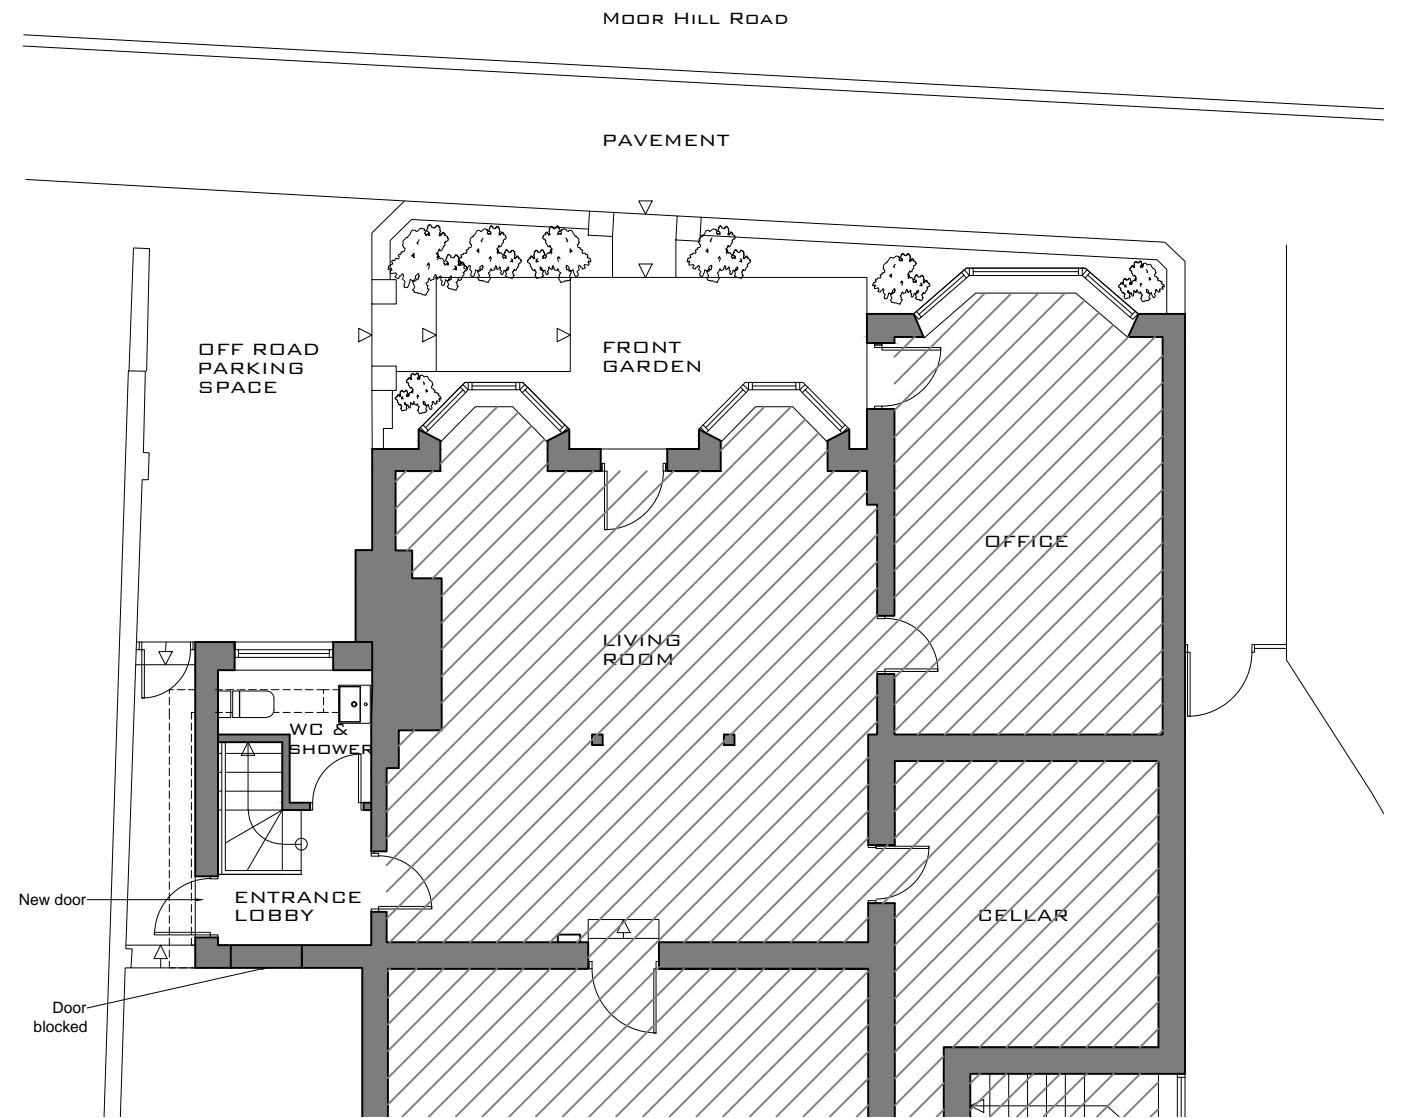 MOOR HILL ROAD
PAVEMENT
OFF ROAD
PARKING
SPACE
FRONT
GARDEN
OFFICE
LIVING
ROOM
WC &
SHOWER
New door
ENTRANCE
LOBBY
CELLAR
Door
blocked